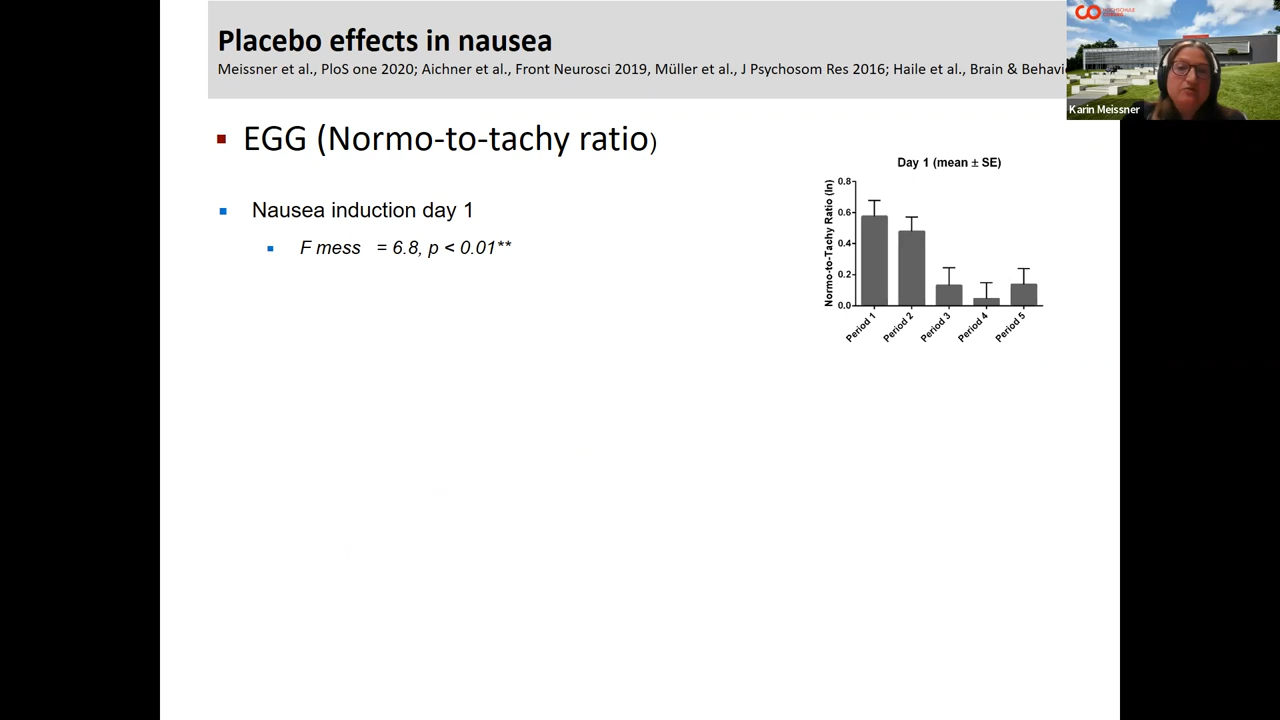 Placebo effects in nausea
Meissner et al., PloS one 2020; Aichner et al., Front Neurosci 2019, Müller et al., J Psychosom Res 2016; Haile et al., Brain & Behavi
CO HOCHSCHULE COBURG
Karin Meissner
EGG (Normo-to-tachy ratio)
Nausea induction day 1
F mess = 6.8, p < 0.01**
Day 1 (mean ± SE)
Normo-to-Tachy Ratio (ln)
0.8
0.6
0.4
0.2
0.0
Period 1
Period 2
Period 3
Period 4
Period 5